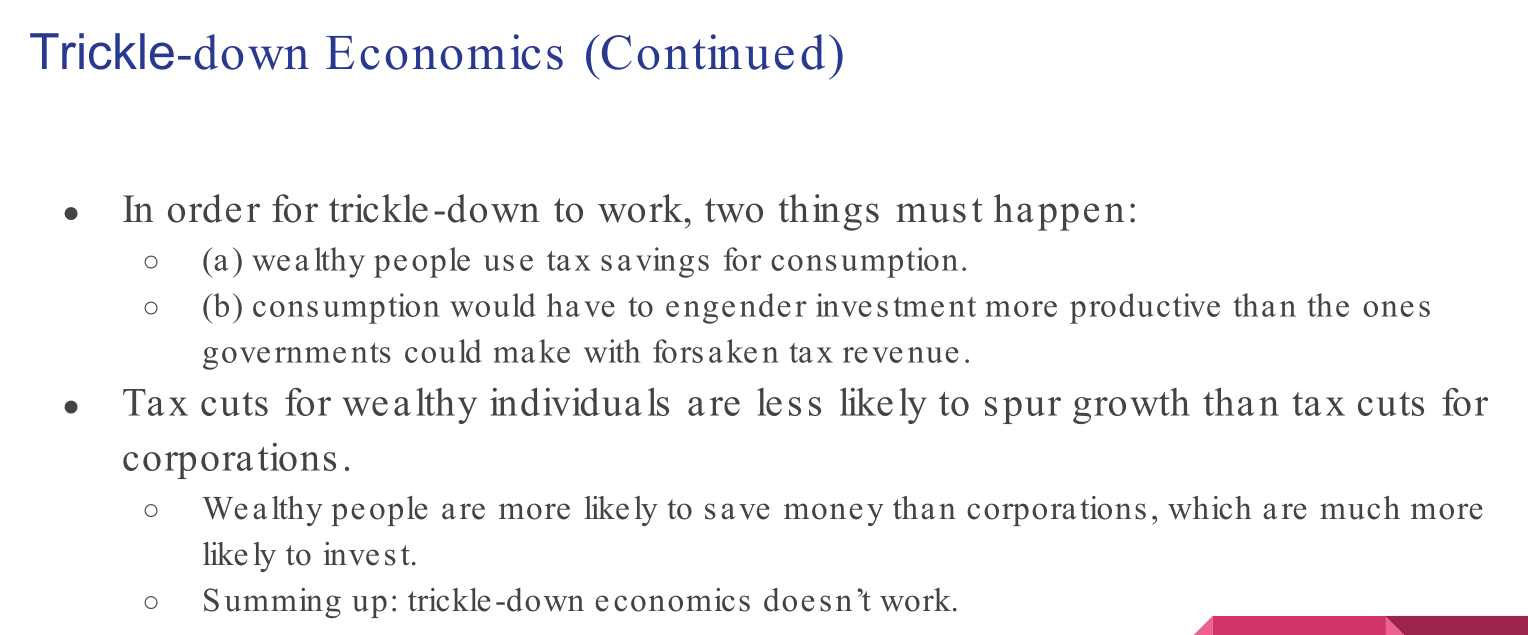 Trickle-down Economics (Continued)
● In order for trickle-down to work, two things must happen:
○ (a) wealthy people use tax savings for consumption.
○ (b) consumption would have to engender investment more productive than the ones
governments could make with forsaken tax revenue.
● Tax cuts for wealthy individuals are less likely to spur growth than tax cuts for
corporations.
○ Wealthy people are more likely to save money than corporations, which are much more
likely to invest.
○ Summing up: trickle-down economics doesn’t work.